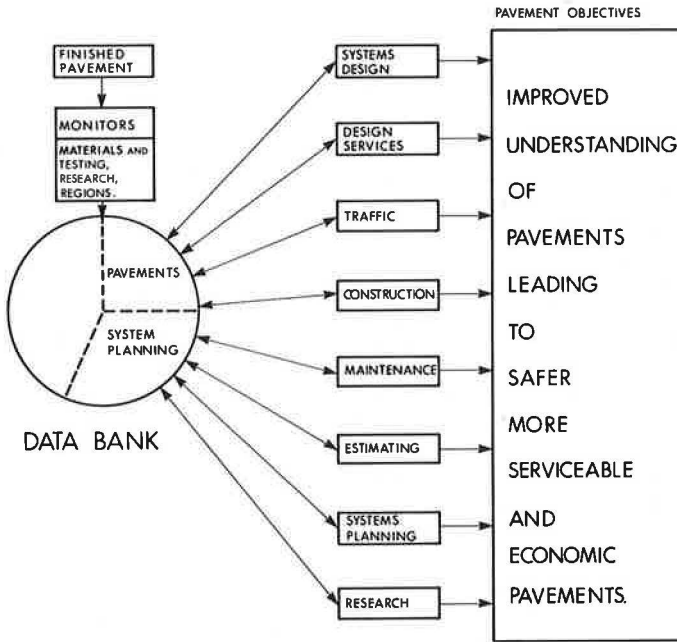 PAVEMENT OBJECTIVES
FINISHED
PAVEMENT
MONITORS
MATERIALS AND
TESTING,
RESEARCH,
REGIONS.
PAVEMENTS
SYSTEM
PLANNING
DATA BANK
SYSTEMS
DESIGN
DESIGN
SERVICES
TRAFFIC
CONSTRUCTION
MAINTENANCE
ESTIMATING
SYSTEMS
PLANNING
RESEARCH
IMPROVED
UNDERSTANDING
OF
PAVEMENTS
LEADING
TO
SAFER
MORE
SERVICEABLE
AND
ECONOMIC
PAVEMENTS.